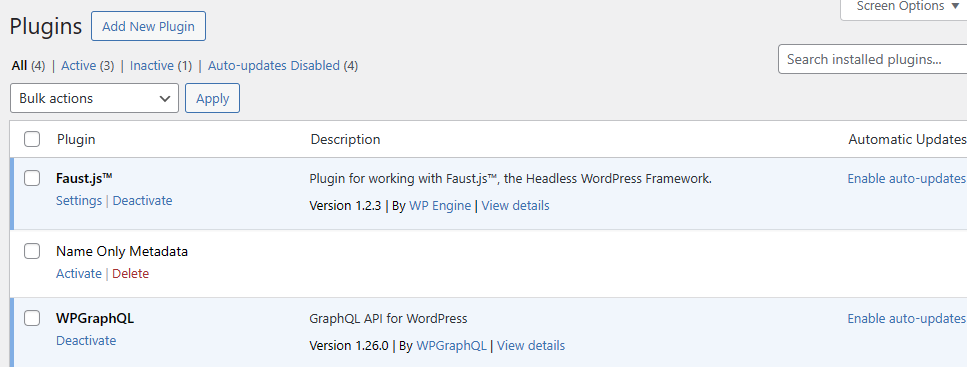 Screen Options ▼
Plugins Add New Plugin
All (4) | Active (3) | Inactive (1) | Auto-updates Disabled (4)
Search installed plugins...
Bulk actions Apply
Plugin Description Automatic Updates
Faust.js™ Plugin for working with Faust.js™, the Headless WordPress Framework. Enable auto-updates
Settings | Deactivate Version 1.2.3 | By WP Engine | View details
Name Only Metadata
Activate | Delete
WPGraphQL GraphQL API for WordPress Enable auto-updates
Deactivate Version 1.26.0 | By WPGraphQL | View details